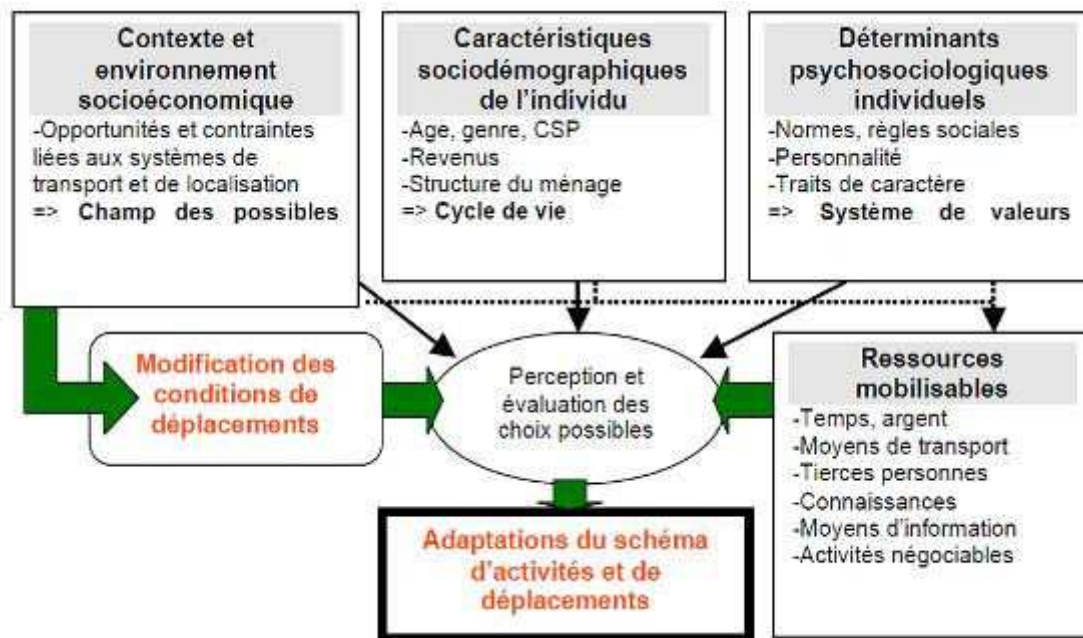 Contexte et
environnement
socioéconomique
-Opportunités et contraintes
liées aux systèmes de
transport et de localisation
=> Champ des possibles
Caractéristiques
sociodémographiques
de l'individu
-Age, genre, CSP
-Revenus
-Structure du ménage
=> Cycle de vie
Déterminants
psychosociologiques
individuels
-Normes, règles sociales
-Personnalité
-Traits de caractère
=> Système de valeurs
Modification des
conditions de
déplacements
Perception et
évaluation des
choix possibles
Ressources
mobilisables
-Temps, argent
-Moyens de transport
-Tierces personnes
-Connaissances
-Moyens d'information
-Activités négociables
Adaptations du schéma
d'activités et de
déplacements